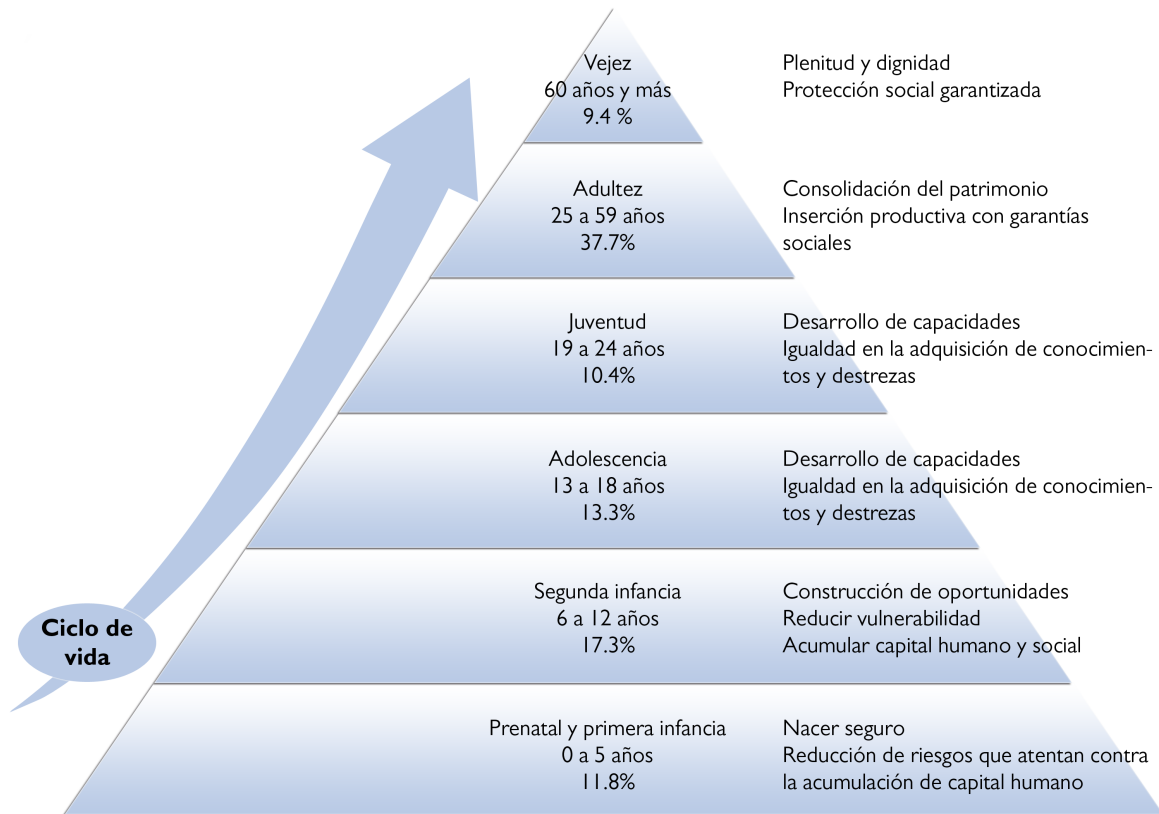 Vejez
60 años y más
9.4 %
Plenitud y dignidad
Protección social garantizada
Adultez
25 a 59 años
37.7%
Consolidación del patrimonio
Inserción productiva con garantías
sociales
Juventud
19 a 24 años
10.4%
Desarrollo de capacidades
Igualdad en la adquisición de conocimien-
tos y destrezas
Adolescencia
13 a 18 años
13.3%
Desarrollo de capacidades
Igualdad en la adquisición de conocimien-
tos y destrezas
Segunda infancia
6 a 12 años
17.3%
Construcción de oportunidades
Reducir vulnerabilidad
Acumular capital humano y social
Ciclo de
vida
Prenatal y primera infancia
0 a 5 años
11.8%
Nacer seguro
Reducción de riesgos que atentan contra
la acumulación de capital humano